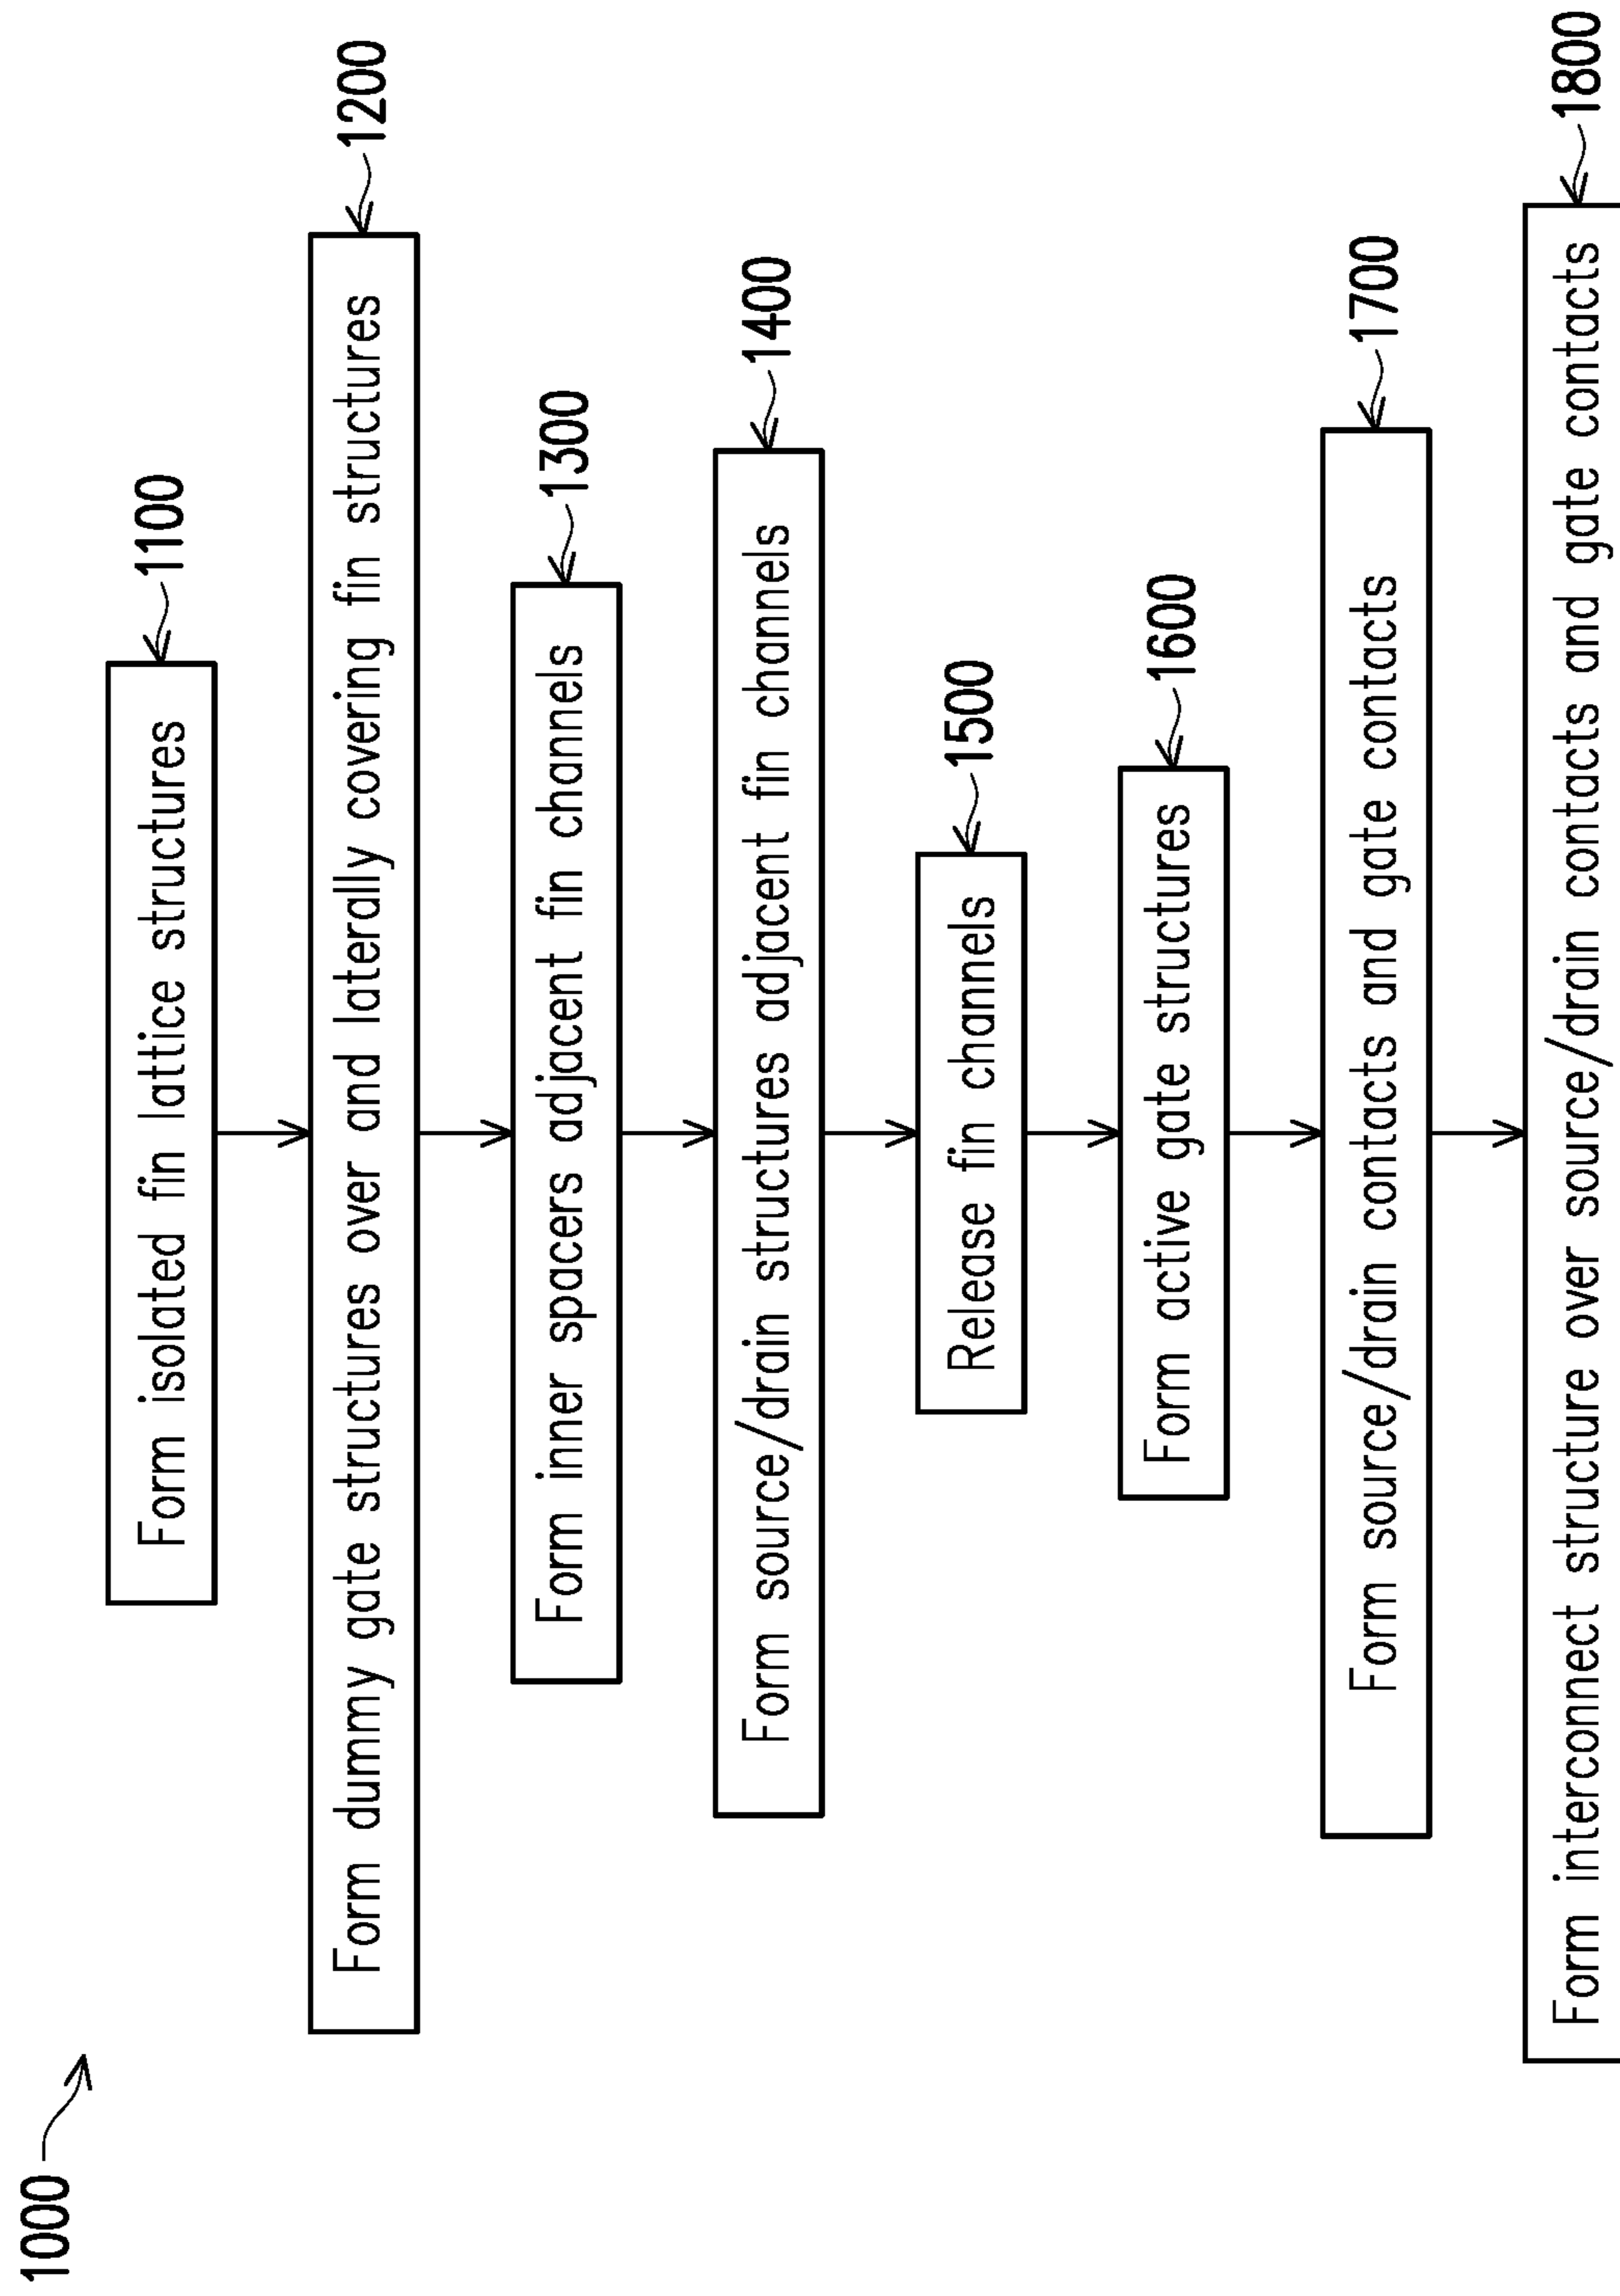 1000
Form isolated fin lattice structures
1100
Form dummy gate structures over and laterally covering fin structures
1200
Form inner spacers adjacent fin channels
1300
Form source/drain structures adjacent fin channels
1400
Release fin channels
1500
Form active gate structures
1600
Form source/drain contacts and gate contacts
1700
Form interconnect structure over source/drain contacts and gate contacts
1800